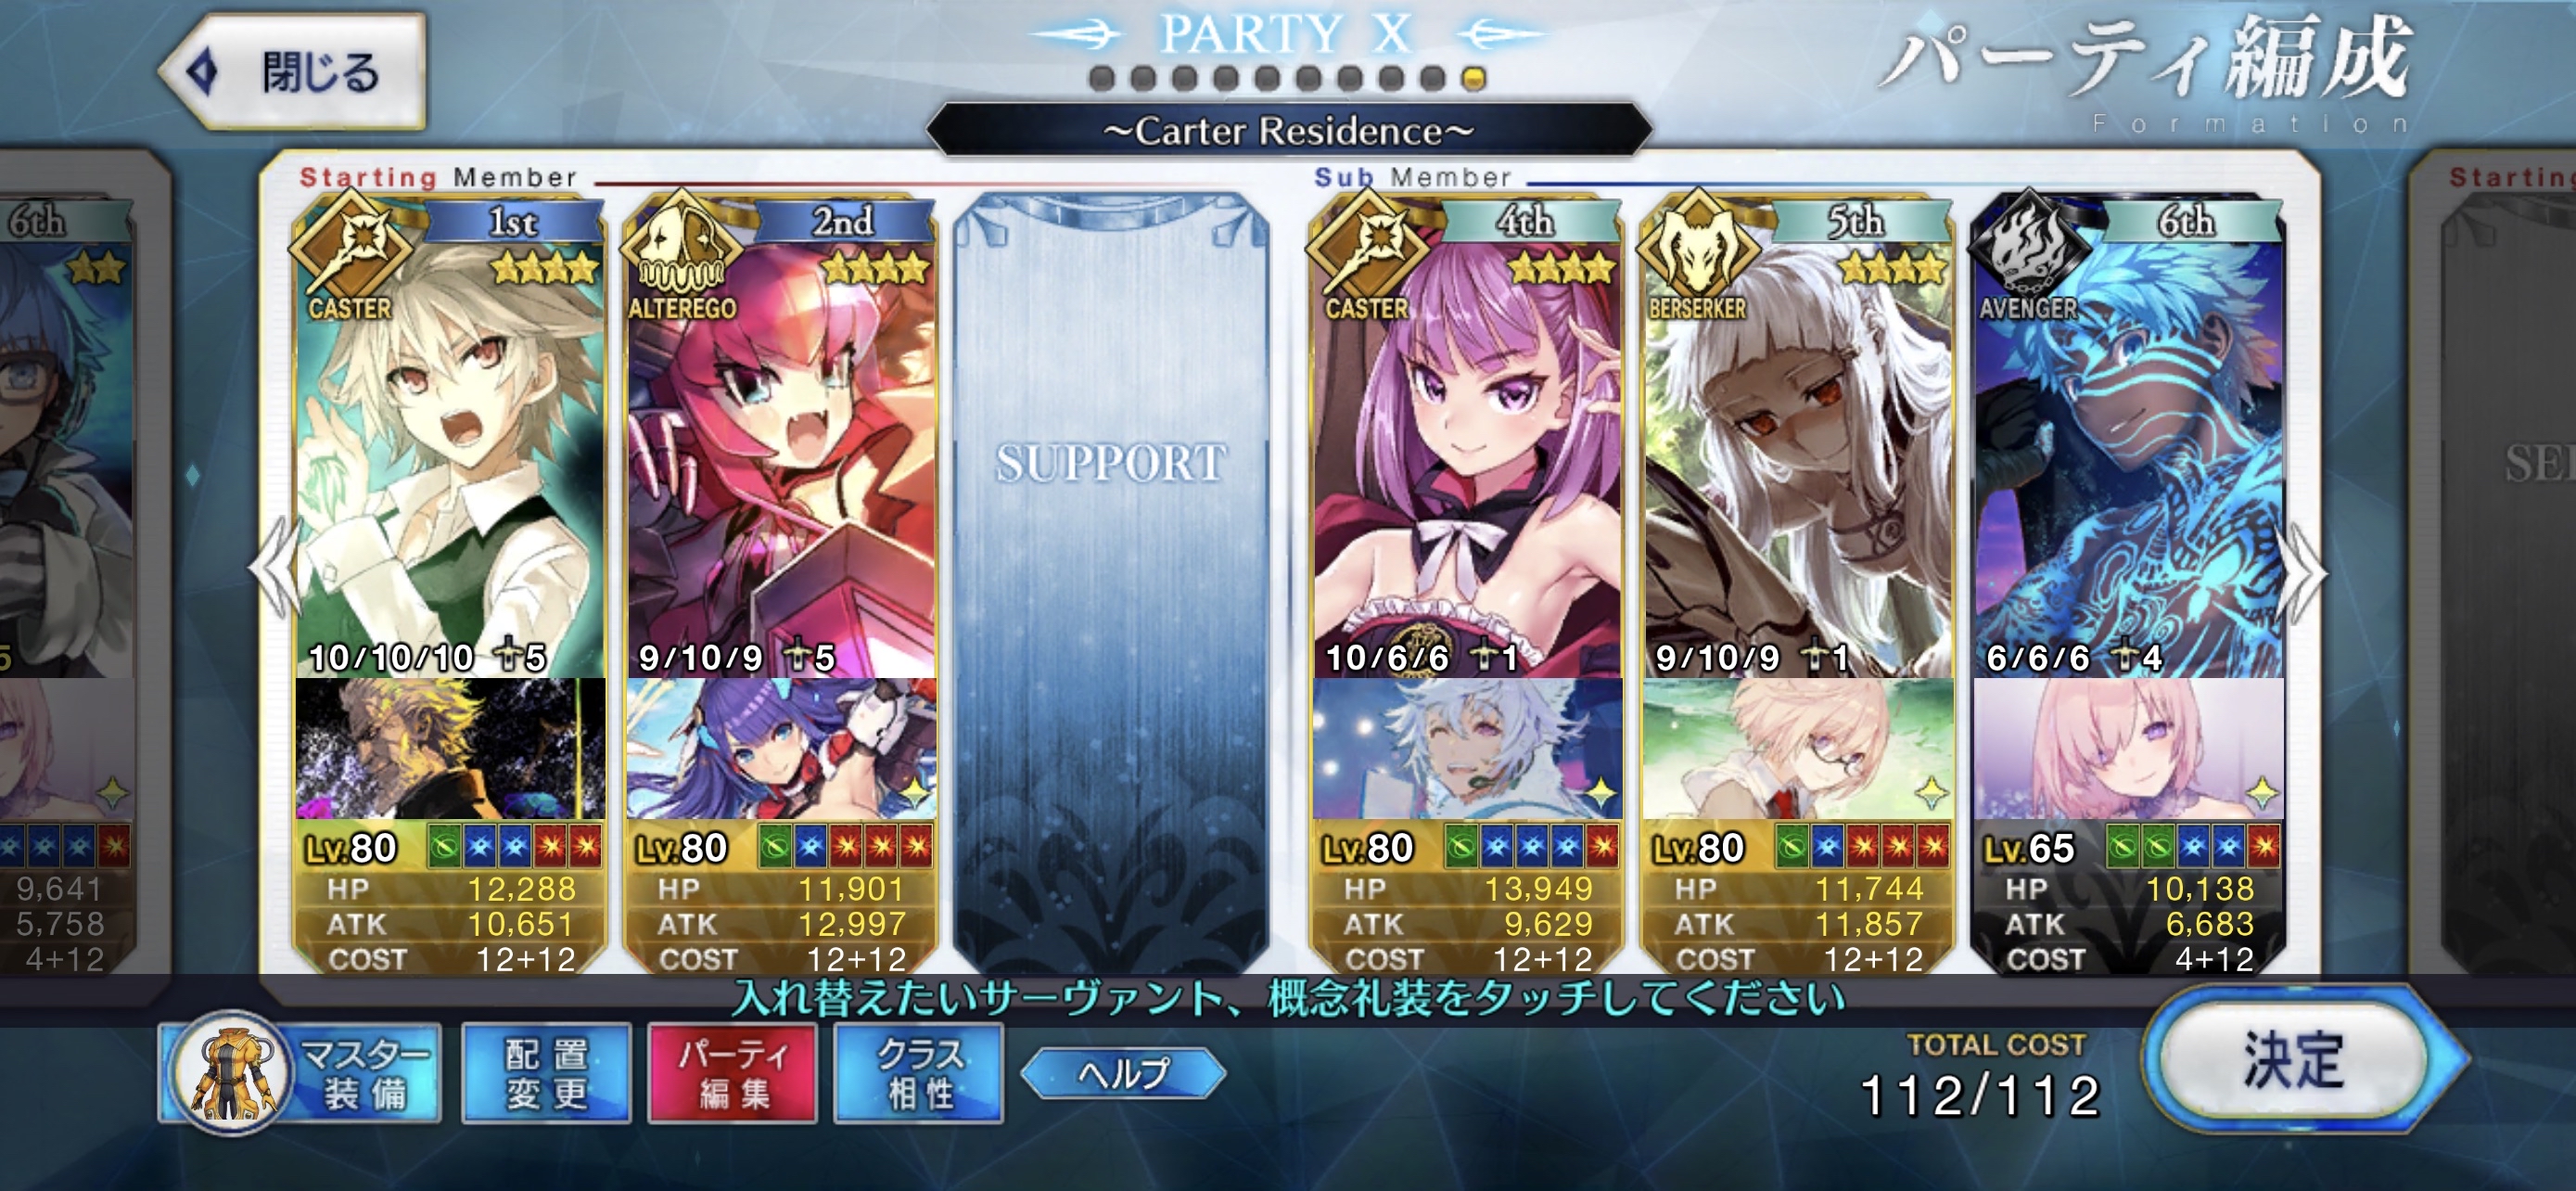 閉じる
PARTY X
パーティ編成
Formation
~Carter Residence~
Starting Member
Sub Member
Starting
6th
1st
2nd
4th
5th
6th
CASTER
ALTEREGO
CASTER
BERSERKER
AVENGER
SUPPORT
5
10/10/10 5
9/10/9 5
10/6/6 1
9/10/9 1
6/6/6 4
Lv.80
Lv.80
Lv.80
Lv.80
Lv.65
9,641
HP 12,288
HP 11,901
HP 13,949
HP 11,744
HP 10,138
5,758
ATK 10,651
ATK 12,997
ATK 9,629
ATK 11,857
ATK 6,683
4+12
COST 12+12
COST 12+12
COST 12+12
COST 12+12
COST 4+12
入れ替えたいサーヴァント、概念礼装をタッチしてください
マスター
装備
配置
変更
パーティ
編集
クラス
相性
ヘルプ
TOTAL COST
112/112
決定